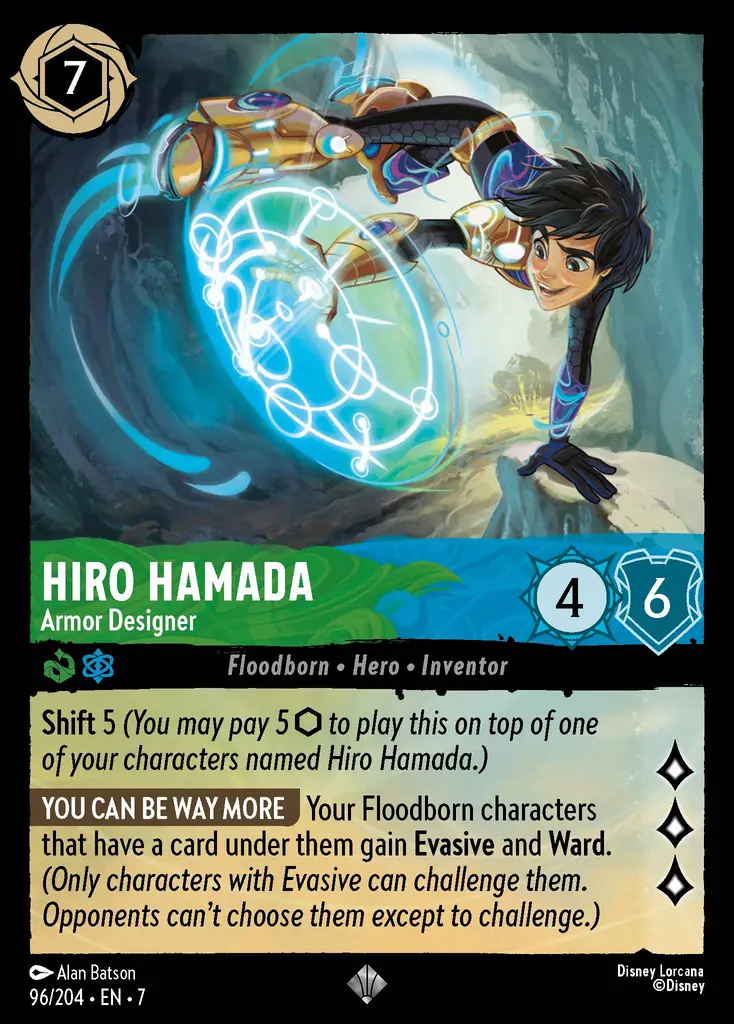 7
HIRO HAMADA
Armor Designer
4
6
Floodborn • Hero • Inventor
Shift 5 (You may pay 5 to play this on top of one
of your characters named Hiro Hamada.)
YOU CAN BE WAY MORE Your Floodborn characters
that have a card under them gain Evasive and Ward.
(Only characters with Evasive can challenge them.
Opponents can't choose them except to challenge.)
Alan Batson
96/204 • EN • 7
Disney Lorcana
©Disney